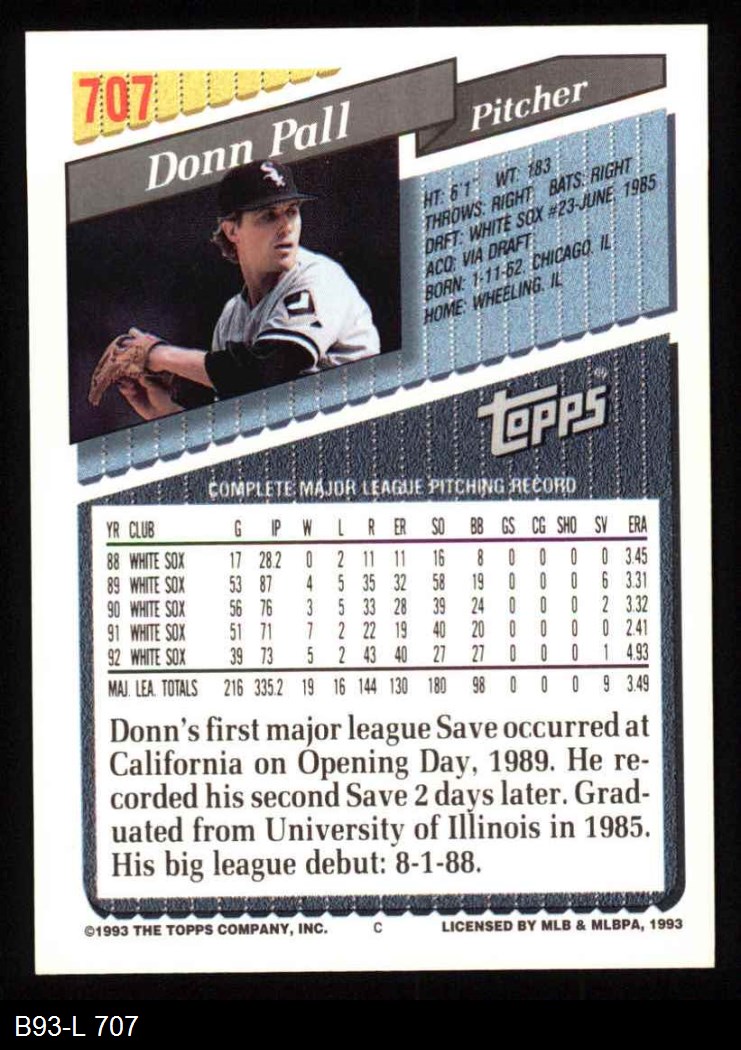 707
Donn Pall
Pitcher
HT: 6'1" WT: 183
THROWS: RIGHT BATS: RIGHT
DRFT: WHITE SOX #23-JUNE, 1985
ACQ: VIA DRAFT
BORN: 1-11-62, CHICAGO, IL
HOME: WHEELING, IL
Topps
COMPLETE MAJOR LEAGUE PITCHING RECORD
YR CLUB G IP W L R ER SO BB GS CG SHO SV ERA
88 WHITE SOX 17 28.2 0 2 11 11 16 8 0 0 0 0 3.45
89 WHITE SOX 53 87 4 5 35 32 58 19 0 0 0 6 3.31
90 WHITE SOX 56 76 3 5 33 28 39 24 0 0 0 2 3.32
91 WHITE SOX 51 71 7 2 22 19 40 20 0 0 0 0 2.41
92 WHITE SOX 39 73 5 2 43 40 27 27 0 0 0 1 4.93
MAJ. LEA. TOTALS 216 335.2 19 16 144 130 180 98 0 0 0 9 3.49
Donn's first major league Save occurred at
California on Opening Day, 1989. He re-
corded his second Save 2 days later. Grad-
uated from University of Illinois in 1985.
His big league debut: 8-1-88.
©1993 THE TOPPS COMPANY, INC. C LICENSED BY MLB & MLBPA, 1993
B93-L 707